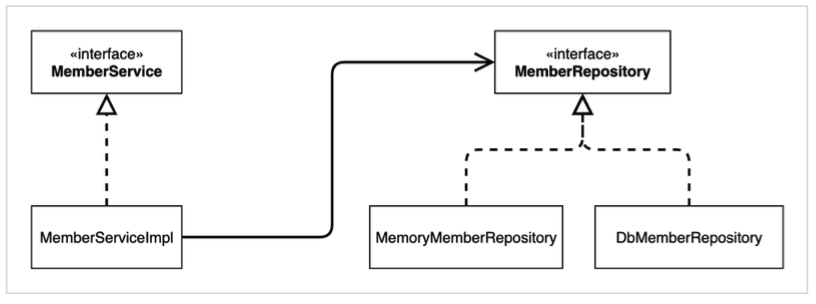 «interface»
MemberService
«interface»
MemberRepository
MemberServiceImpl
MemoryMemberRepository
DbMemberRepository